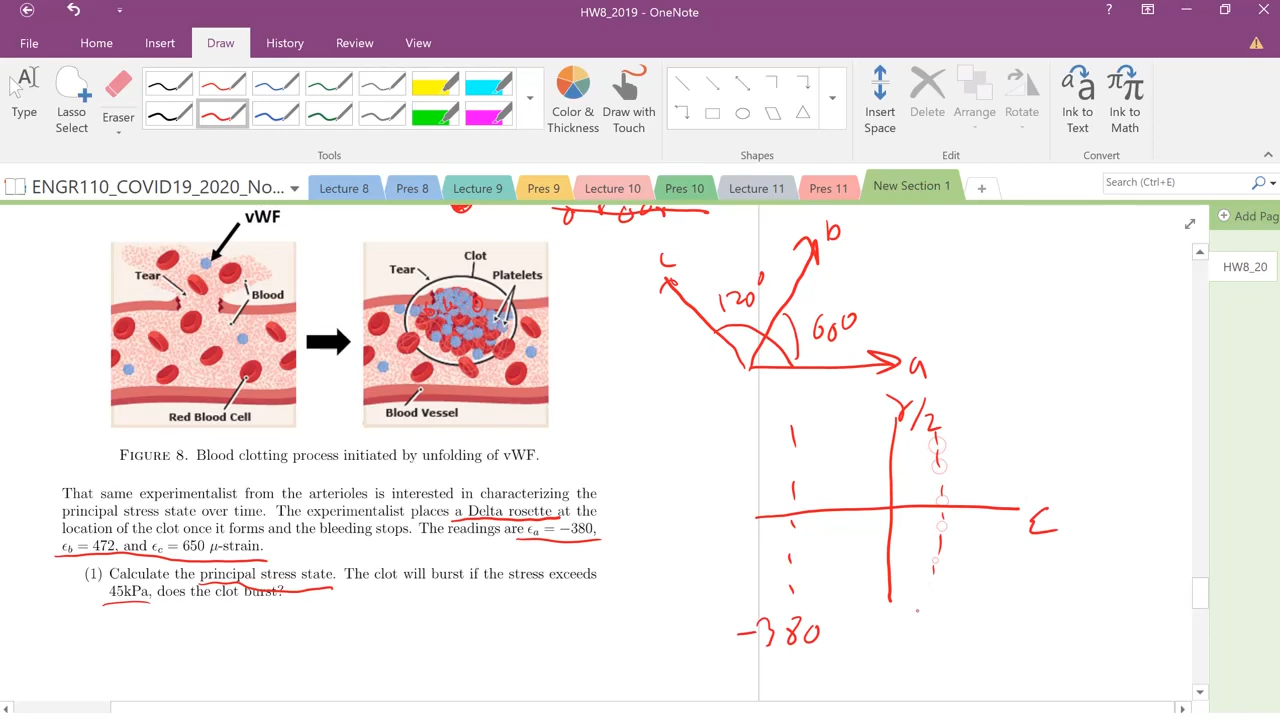 HW8_2019 - OneNote
?
File Home Insert Draw History Review View
Type
Lasso Select
Eraser
Color & Thickness
Draw with Touch
Insert Space
Delete
Arrange
Rotate
Ink to Text
Ink to Math
Tools
Shapes
Edit
Convert
ENGR110_COVID19_2020_No...
Lecture 8
Pres 8
Lecture 9
Pres 9
Lecture 10
Pres 10
Lecture 11
Pres 11
New Section 1
Search (Ctrl+E)
Add Pag
HW8_20
vWF
Tear
Blood
Red Blood Cell
Tear
Clot
Platelets
Blood Vessel
FIGURE 8. Blood clotting process initiated by unfolding of vWF.
That same experimentalist from the arterioles is interested in characterizing the
principal stress state over time. The experimentalist places a Delta rosette at the
location of the clot once it forms and the bleeding stops. The readings are ϵa = −380,
ϵb = 472, and ϵc = 650 μ-strain.
(1) Calculate the principal stress state. The clot will burst if the stress exceeds
45kPa, does the clot burst?
c
b
120°
60°
a
γ/2
ε
-380